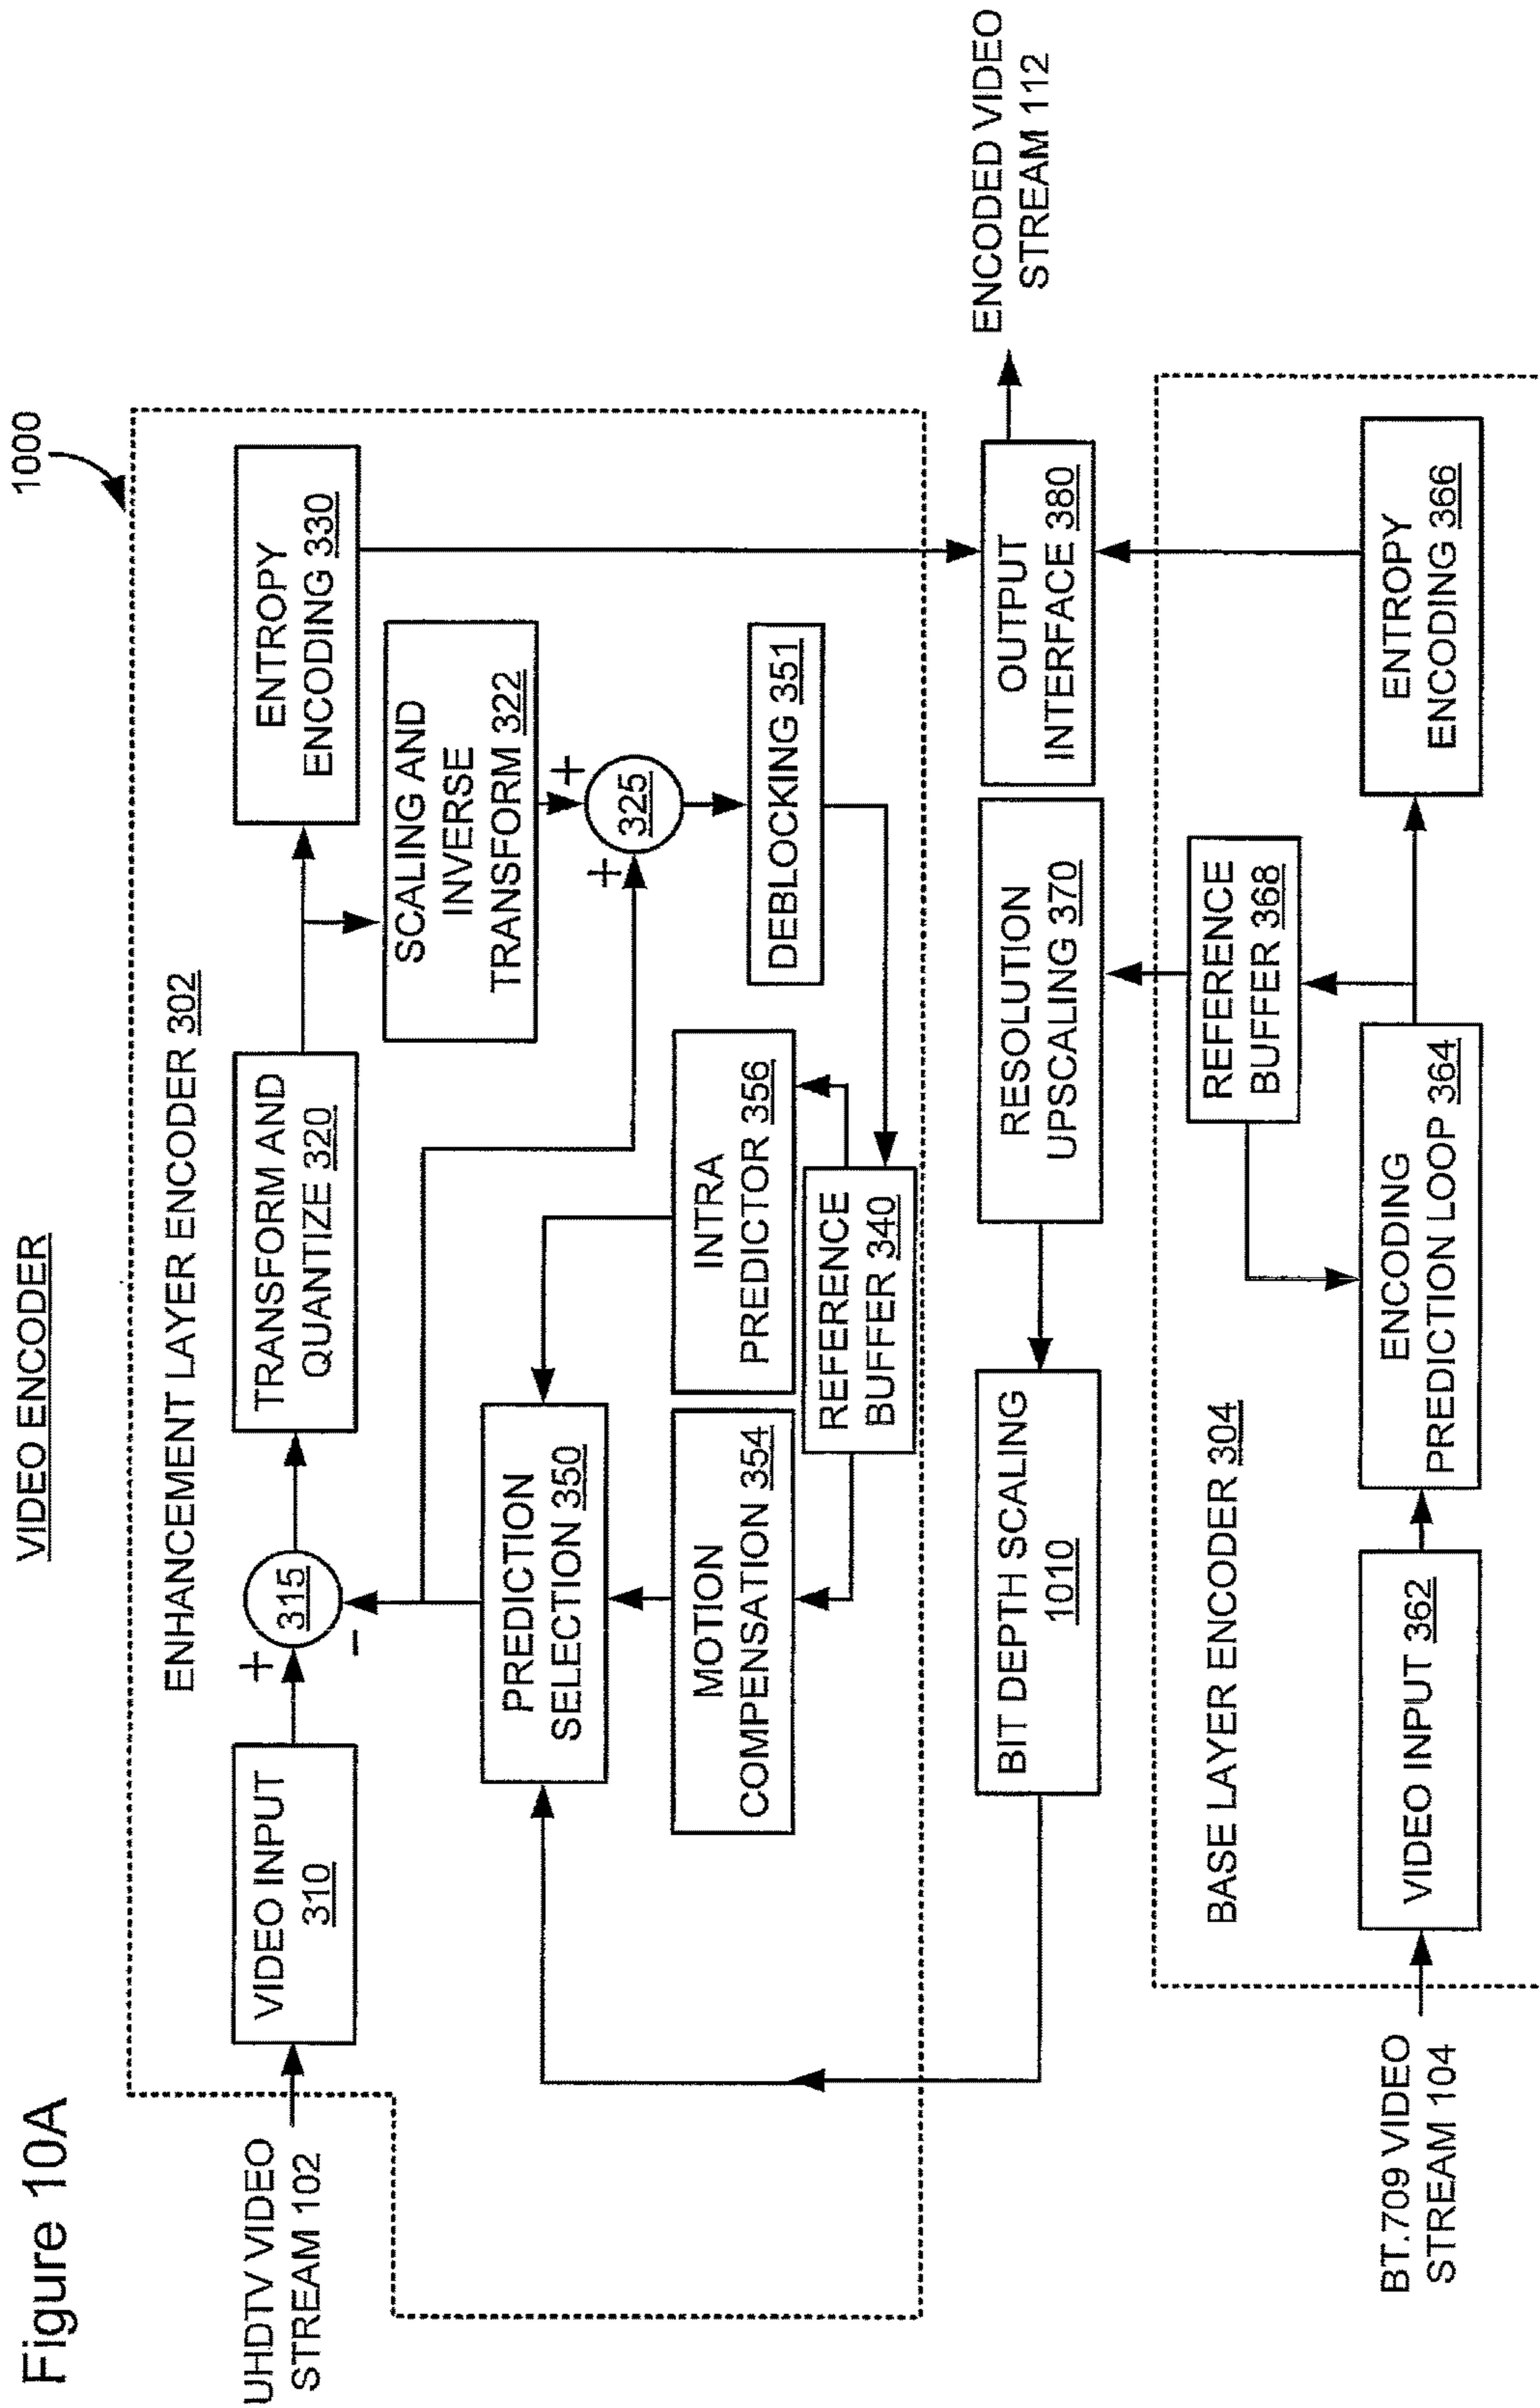 Figure 10A
VIDEO ENCODER
1000
ENHANCEMENT LAYER ENCODER 302
UHDTV VIDEO
STREAM 102
VIDEO INPUT
310
+
-
315
TRANSFORM AND
QUANTIZE 320
ENTROPY
ENCODING 330
SCALING AND
INVERSE
TRANSFORM 322
+
+
325
DEBLOCKING 351
PREDICTION
SELECTION 350
INTRA
PREDICTOR 356
MOTION
COMPENSATION 354
REFERENCE
BUFFER 340
BIT DEPTH SCALING
1010
RESOLUTION
UPSCALING 370
OUTPUT
INTERFACE 380
ENCODED VIDEO
STREAM 112
BASE LAYER ENCODER 304
REFERENCE
BUFFER 368
BT.709 VIDEO
STREAM 104
VIDEO INPUT 362
ENCODING
PREDICTION LOOP 364
ENTROPY
ENCODING 366